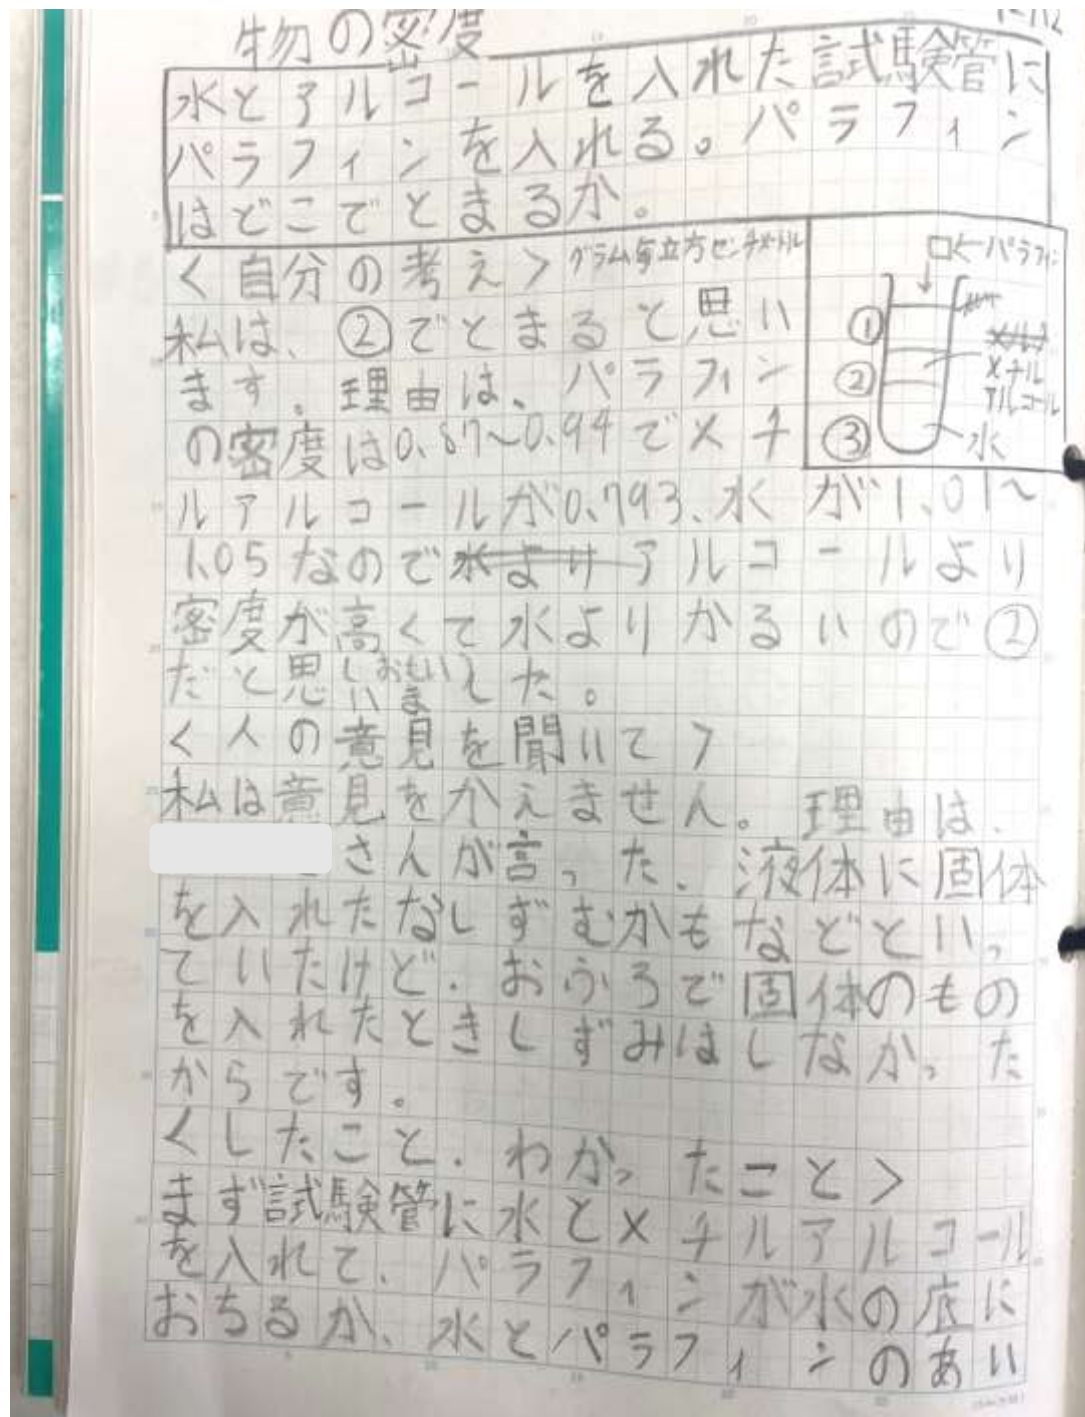 物の密度
水とアルコールを入れた試験管に
パラフィンを入れる。パラフィン
はどこでとまるか。
<自分の考え> グラム毎立方センチメートル
私は、②でとまると思い
ます。理由は、パラフィン
の密度は0.87~0.94でメチ
ルアルコールが0.793、水が1.01~
1.05なので水よりアルコールより
密度が高くて水よりかるいので②
だと思いました。
<人の意見を聞いて>
私は意見をかえません。理由は、
さんが言った、液体に固体
を入れたなしずむかもなどといっ
ていたけど、おふろで固体のもの
を入れたときしずみはしなかった
からです。
<したこと、わかったこと>
まず試験管に水とメチルアルコール
を入れて、パラフィンが水の底に
おちるか、水とパラフィンのあい
□←パラフィン
①
②
③
メチル
アルコール
水